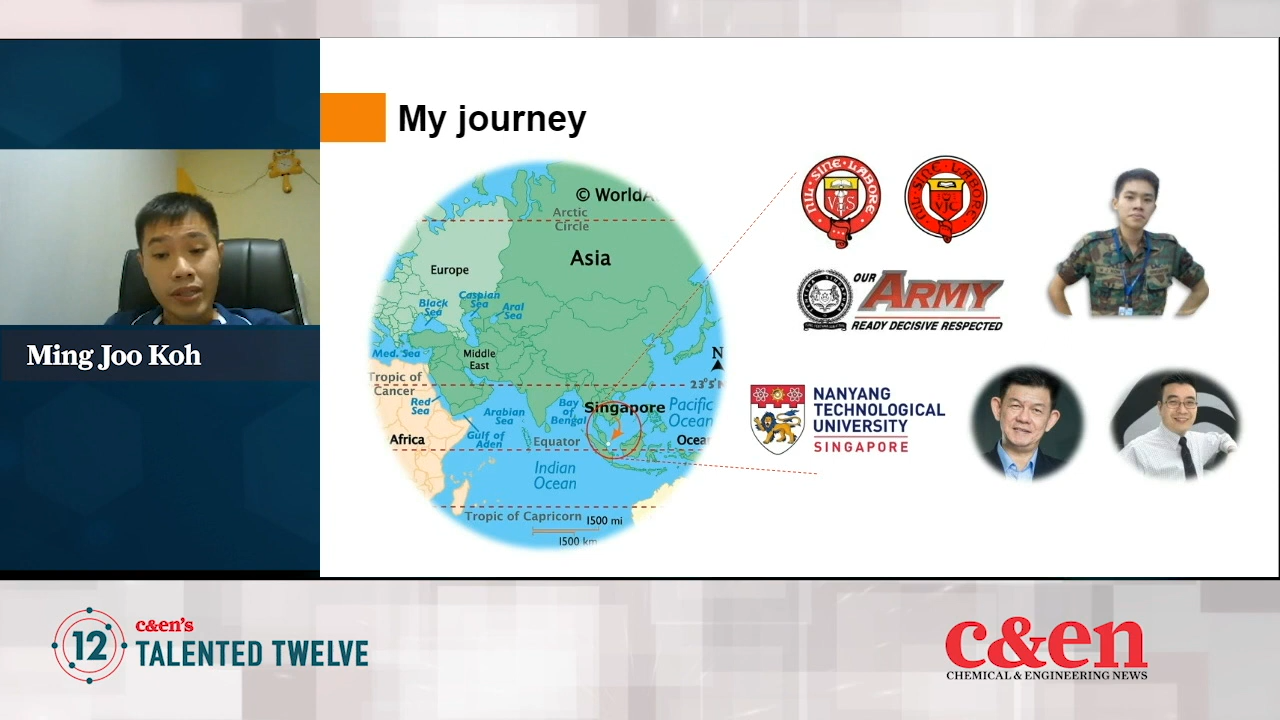 My journey
Ming Joo Koh
© WorldA
Arctic
Circle
Asia
Europe
Black
Sea
Caspian
Sea
Aral
Sea
Med. Sea
Middle
East
Tropic of
Cancer
Red
Sea
Arabian
Sea
Gulf of
Aden
Africa
Bay
of
Bengal
Singapore
Equator
Indian
Ocean
N
23°5'N
Pacific
Ocean
Ocea
Tropic of Capricorn
1500 mi
1500 km
NIL·SINE·LABORE
VS
NIL SINE LABORE
VJC
OUR
ARMY
READY DECISIVE RESPECTED
NANYANG
TECHNOLOGICAL
UNIVERSITY
SINGAPORE
12
c&en's
TALENTED TWELVE
c&en
CHEMICAL & ENGINEERING NEWS